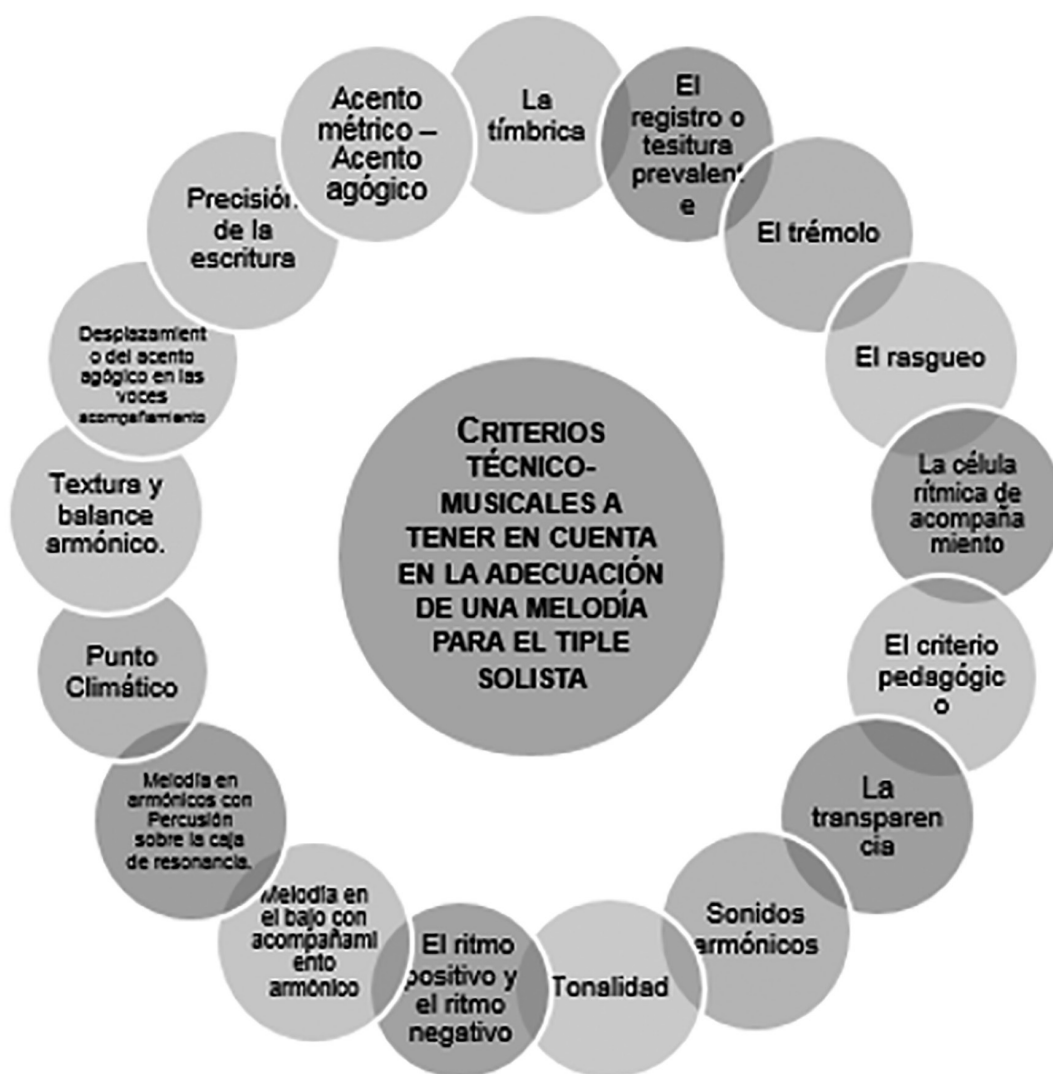 CRITERIOS
TÉCNICO-
MUSICALES A
TENER EN CUENTA
EN LA ADECUACIÓN
DE UNA MELODÍA
PARA EL TIPLE
SOLISTA
La
tímbrica
El
registro o
tesitura
prevalent
e
El trémolo
El rasgueo
La célula
rítmica de
acompaña
miento
El criterio
pedagógic
o
La
transparen
cia
Sonidos
armónicos
Tonalidad
El ritmo
positivo y
el ritmo
negativo
Melodía en
el bajo con
acompañami
ento
armónico
Melodía en
armónicos con
Percusión
sobre la caja
de resonancia.
Punto
Climático
Textura y
balance
armónico.
Desplazamient
o del acento
agógico en las
voces
acompañamiento
Precisión
de la
escritura
Acento
métrico –
Acento
agógico